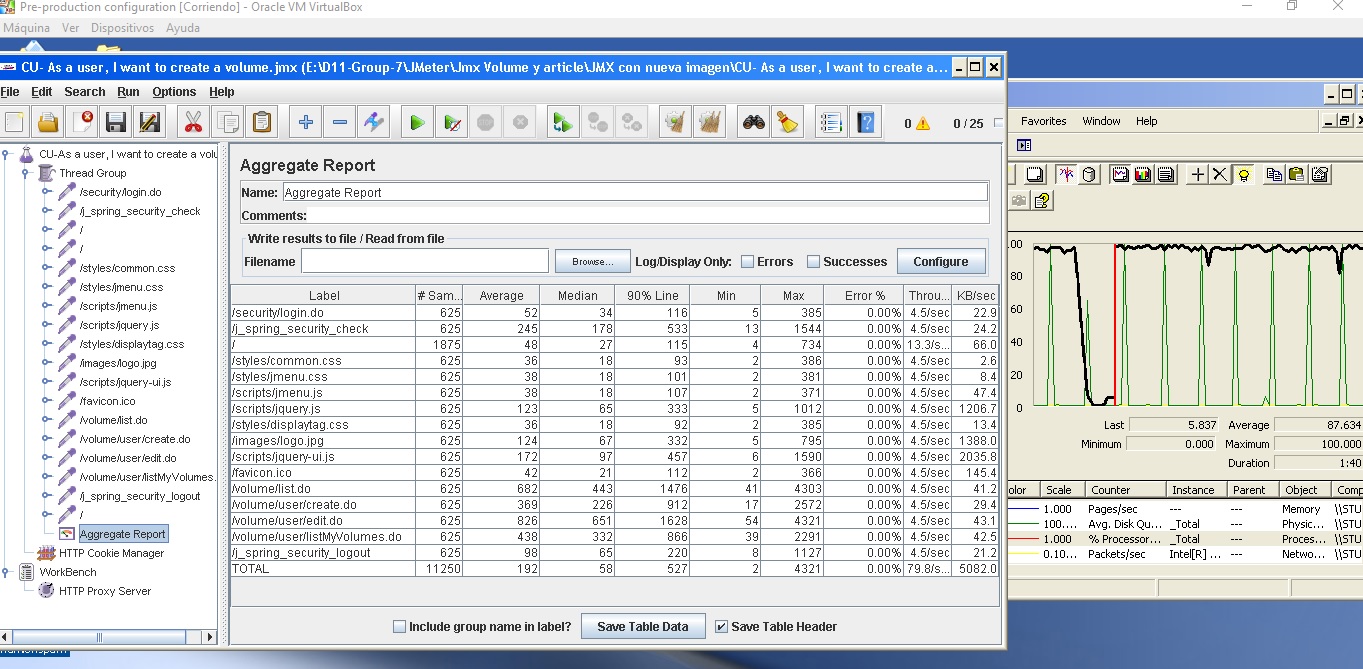 Pre-production configuration [Corriendo] - Oracle VM VirtualBox
Máquina Ver Dispositivos Ayuda
CU- As a user, I want to create a volume.jmx (E:\D11-Group-7\JMeter\Jmx Volume y article\JMX con nueva imagen\CU- As a user, I want to create a...
File Edit Search Run Options Help
0 0 / 25
CU-As a user, I want to create a volu
Thread Group
/security/login.do
/j_spring_security_check
/
/
/styles/common.css
/styles/jmenu.css
/scripts/jmenu.js
/scripts/jquery.js
/styles/displaytag.css
/images/logo.jpg
/scripts/jquery-ui.js
/favicon.ico
/volume/list.do
/volume/user/create.do
/volume/user/edit.do
/volume/user/listMyVolumes.
/j_spring_security_logout
/
Aggregate Report
HTTP Cookie Manager
WorkBench
HTTP Proxy Server
Aggregate Report
Name: Aggregate Report
Comments:
Write results to file / Read from file
Filename Browse... Log/Display Only: Errors Successes Configure
Label # Sam... Average Median 90% Line Min Max Error % Throu... KB/sec
/security/login.do 625 52 34 116 5 385 0.00% 4.5/sec 22.9
/j_spring_security_check 625 245 178 533 13 1544 0.00% 4.5/sec 24.2
/ 1875 48 27 115 4 734 0.00% 13.3/s... 66.0
/styles/common.css 625 36 18 93 2 386 0.00% 4.5/sec 2.6
/styles/jmenu.css 625 38 18 101 2 381 0.00% 4.5/sec 8.4
/scripts/jmenu.js 625 38 18 107 2 371 0.00% 4.5/sec 47.4
/scripts/jquery.js 625 123 65 333 5 1012 0.00% 4.5/sec 1206.7
/styles/displaytag.css 625 36 18 92 2 385 0.00% 4.5/sec 13.4
/images/logo.jpg 625 124 67 332 5 795 0.00% 4.5/sec 1388.0
/scripts/jquery-ui.js 625 172 97 457 6 1590 0.00% 4.5/sec 2035.8
/favicon.ico 625 42 21 112 2 366 0.00% 4.5/sec 145.4
/volume/list.do 625 682 443 1476 41 4303 0.00% 4.5/sec 41.2
/volume/user/create.do 625 369 226 912 17 2572 0.00% 4.5/sec 29.4
/volume/user/edit.do 625 826 651 1628 54 4321 0.00% 4.5/sec 43.1
/volume/user/listMyVolumes.do 625 438 332 866 39 2291 0.00% 4.5/sec 42.5
/j_spring_security_logout 625 98 65 220 8 1127 0.00% 4.5/sec 21.2
TOTAL 11250 192 58 527 2 4321 0.00% 79.8/s... 5082.0
Include group name in label? Save Table Data Save Table Header
Favorites Window Help
.00
80
60
40
20
0
Last 5.837 Average 87.634
Minimum 0.000 Maximum 100.000
Duration 1:40
olor Scale Counter Instance Parent Object Comp
1.000 Pages/sec --- --- Memory \\STU
100.... Avg. Disk Qu... _Total --- Physic... \\STU
1.000 % Processor... _Total --- Proces... \\STU
0.10... Packets/sec Intel[R] ... --- Netwo... \\STU